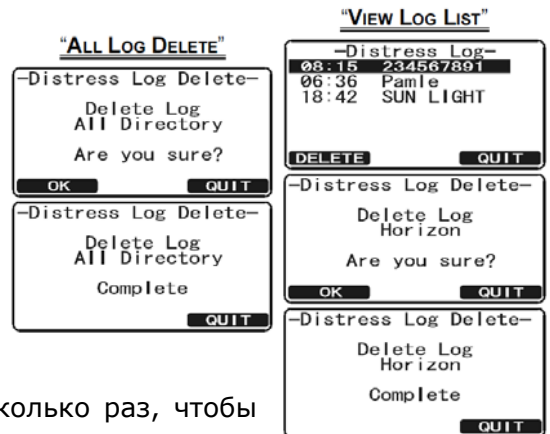 “ALL LOG DELETE”
–Distress Log Delete–
Delete Log
All Directory
Are you sure?
OK QUIT
–Distress Log Delete–
Delete Log
All Directory
Complete
QUIT
“VIEW LOG LIST”
–Distress Log–
08:15 234567891
06:36 Pamle
18:42 SUN LIGHT
DELETE QUIT
–Distress Log Delete–
Delete Log
Horizon
Are you sure?
OK QUIT
–Distress Log Delete–
Delete Log
Horizon
Complete
QUIT
колько раз, чтобы